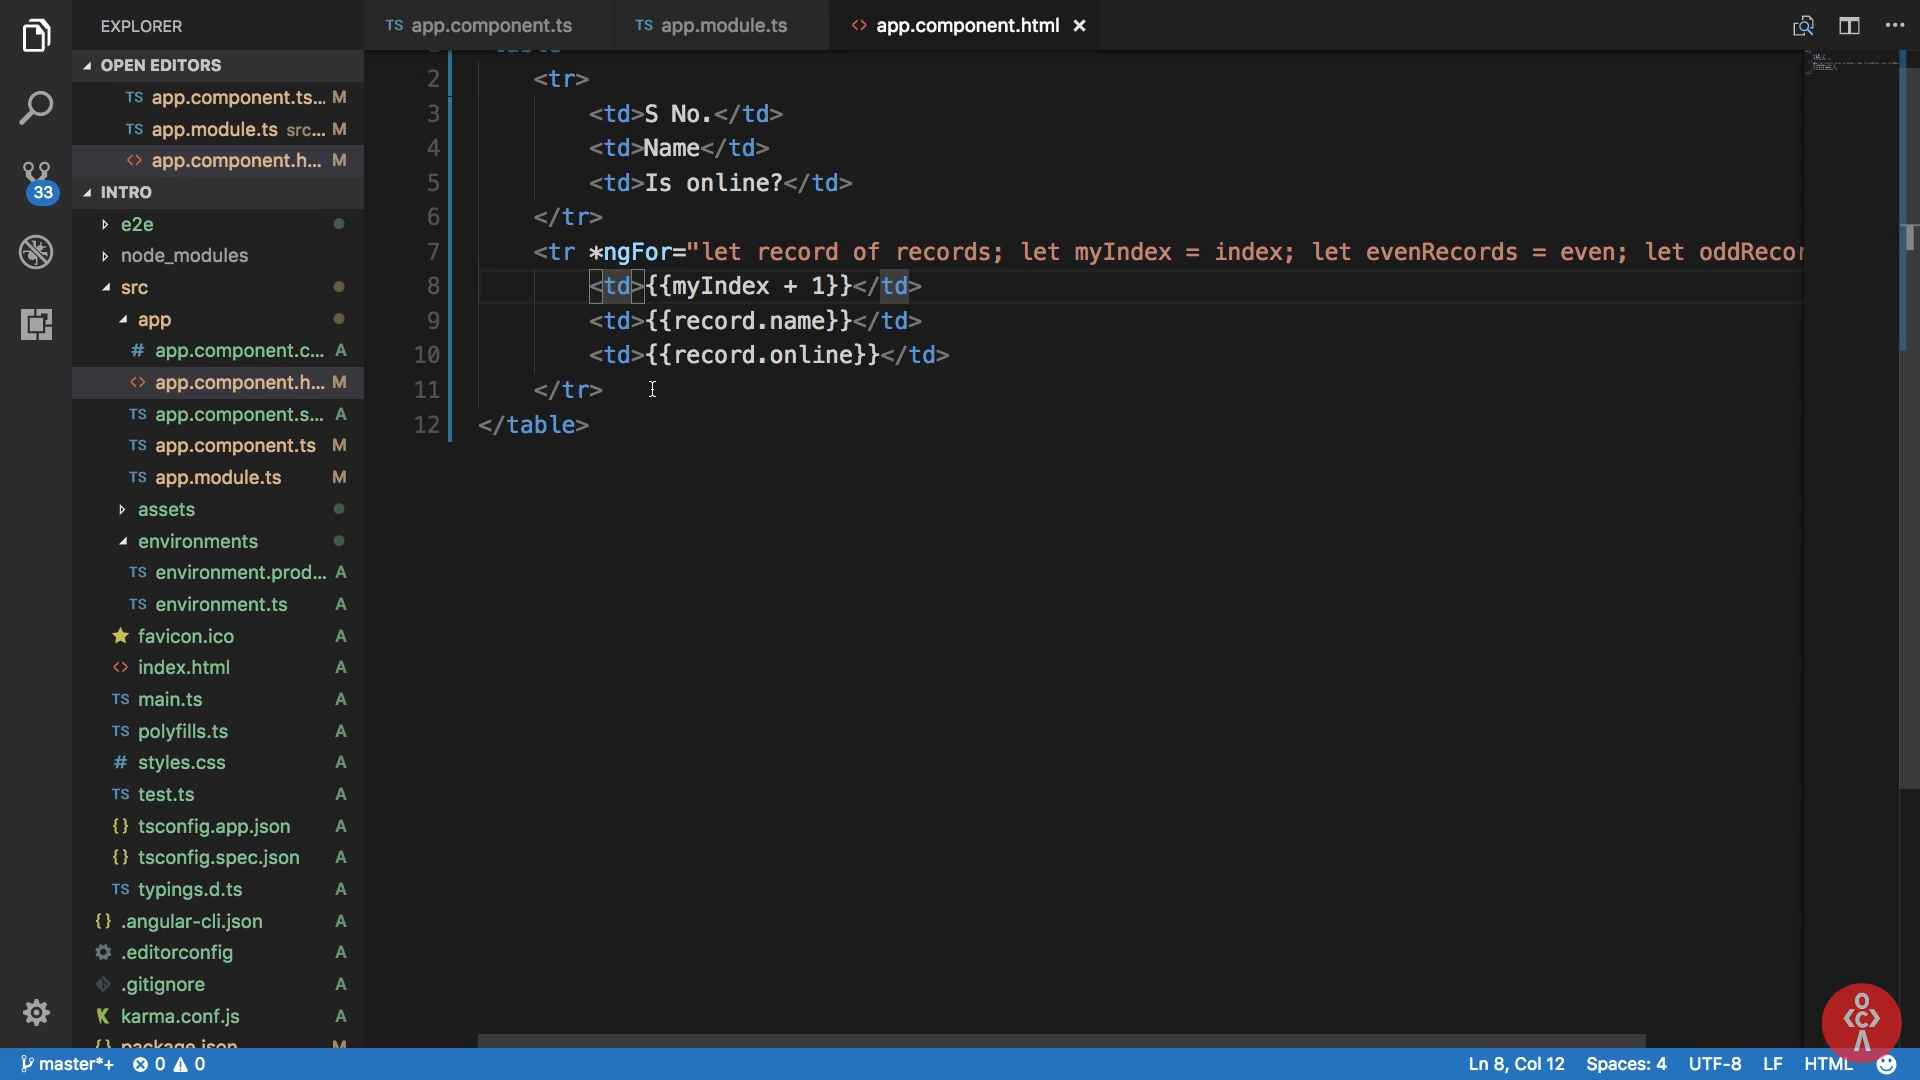 EXPLORER
TS app.component.ts
TS app.module.ts
<> app.component.html ×
OPEN EDITORS
TS app.component.ts... M
TS app.module.ts src... M
<> app.component.h... M
33
INTRO
e2e
node_modules
src
app
# app.component.c... A
<> app.component.h... M
TS app.component.s... A
TS app.component.ts M
TS app.module.ts M
assets
environments
TS environment.prod... A
TS environment.ts A
favicon.ico A
<> index.html A
TS main.ts A
TS polyfills.ts A
# styles.css A
TS test.ts A
{} tsconfig.app.json A
{} tsconfig.spec.json A
TS typings.d.ts A
{} .angular-cli.json A
.editorconfig A
.gitignore A
karma.conf.js A
{} package.json M
2 <tr>
3 <td>S No.</td>
4 <td>Name</td>
5 <td>Is online?</td>
6 </tr>
7 <tr *ngFor="let record of records; let myIndex = index; let evenRecords = even; let oddRecor
8 <td>{{myIndex + 1}}</td>
9 <td>{{record.name}}</td>
10 <td>{{record.online}}</td>
11 </tr>
12 </table>
master*+ 0 0
Ln 8, Col 12 Spaces: 4 UTF-8 LF HTML